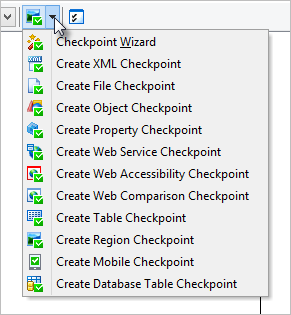 Checkpoint Wizard
Create XML Checkpoint
Create File Checkpoint
Create Object Checkpoint
Create Property Checkpoint
Create Web Service Checkpoint
Create Web Accessibility Checkpoint
Create Web Comparison Checkpoint
Create Table Checkpoint
Create Region Checkpoint
Create Mobile Checkpoint
Create Database Table Checkpoint